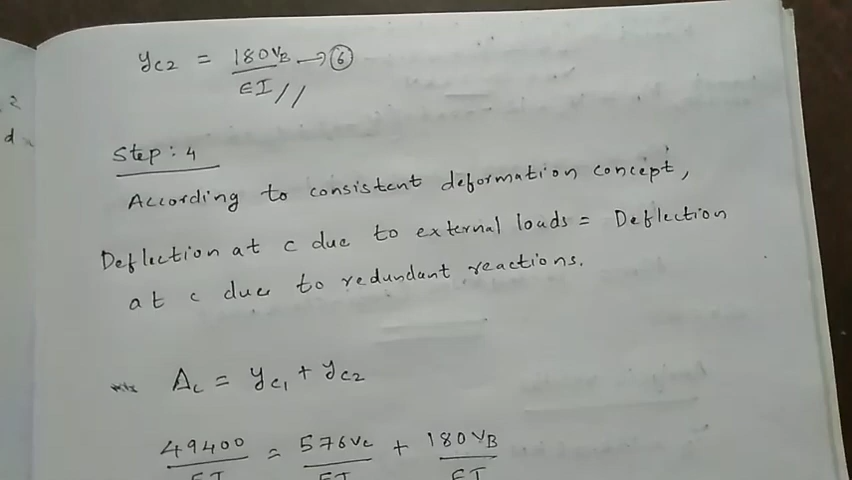 2
d
yc2 = 180VB/EI // → ⑥
Step : 4
According to consistent deformation concept,
Deflection at c due to external loads = Deflection
at c due to redundant reactions.
Δc = yc1 + yc2
49400/EI = 576Vc/EI + 180VB/EI